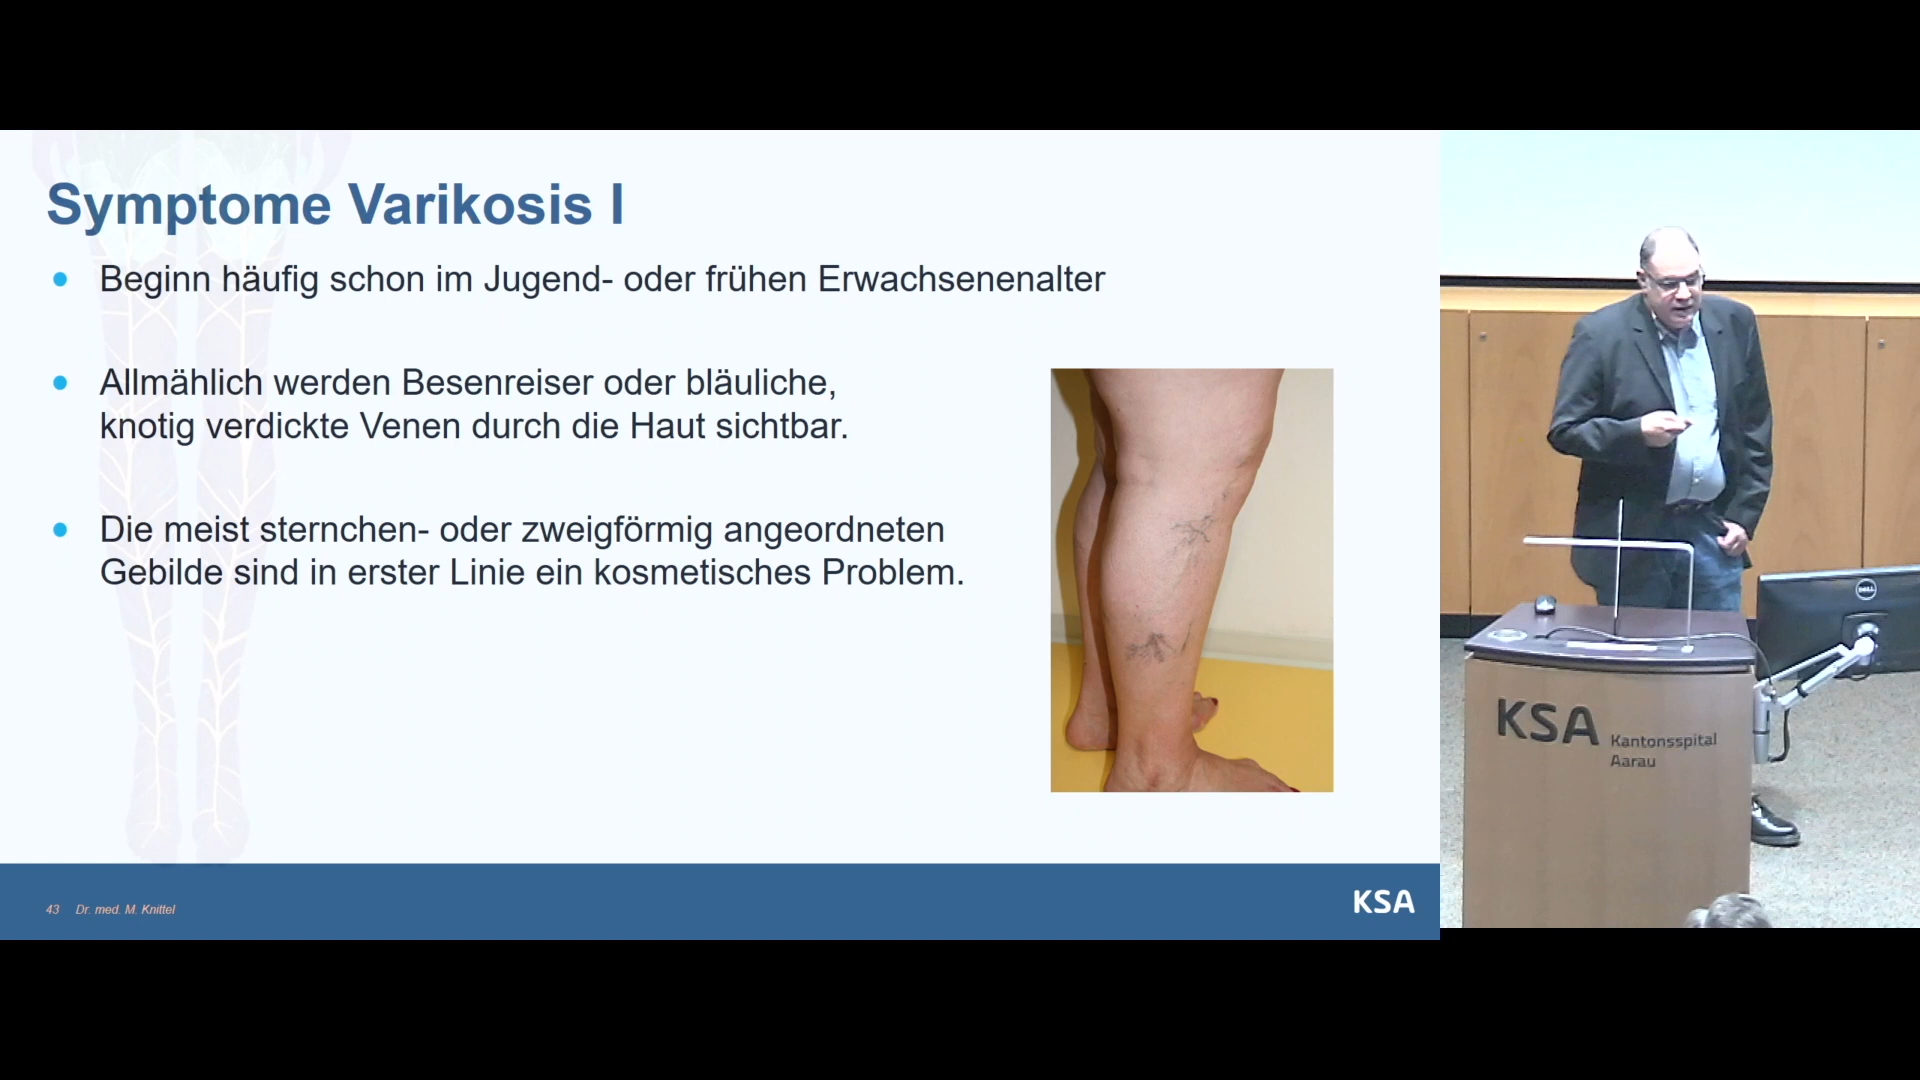 Symptome Varikosis I
Beginn häufig schon im Jugend- oder frühen Erwachsenenalter
Allmählich werden Besenreiser oder bläuliche,
knotig verdickte Venen durch die Haut sichtbar.
Die meist sternchen- oder zweigförmig angeordneten
Gebilde sind in erster Linie ein kosmetisches Problem.
43 Dr. med. M. Knittel
KSA
DELL
KSA Kantonsspital
Aarau